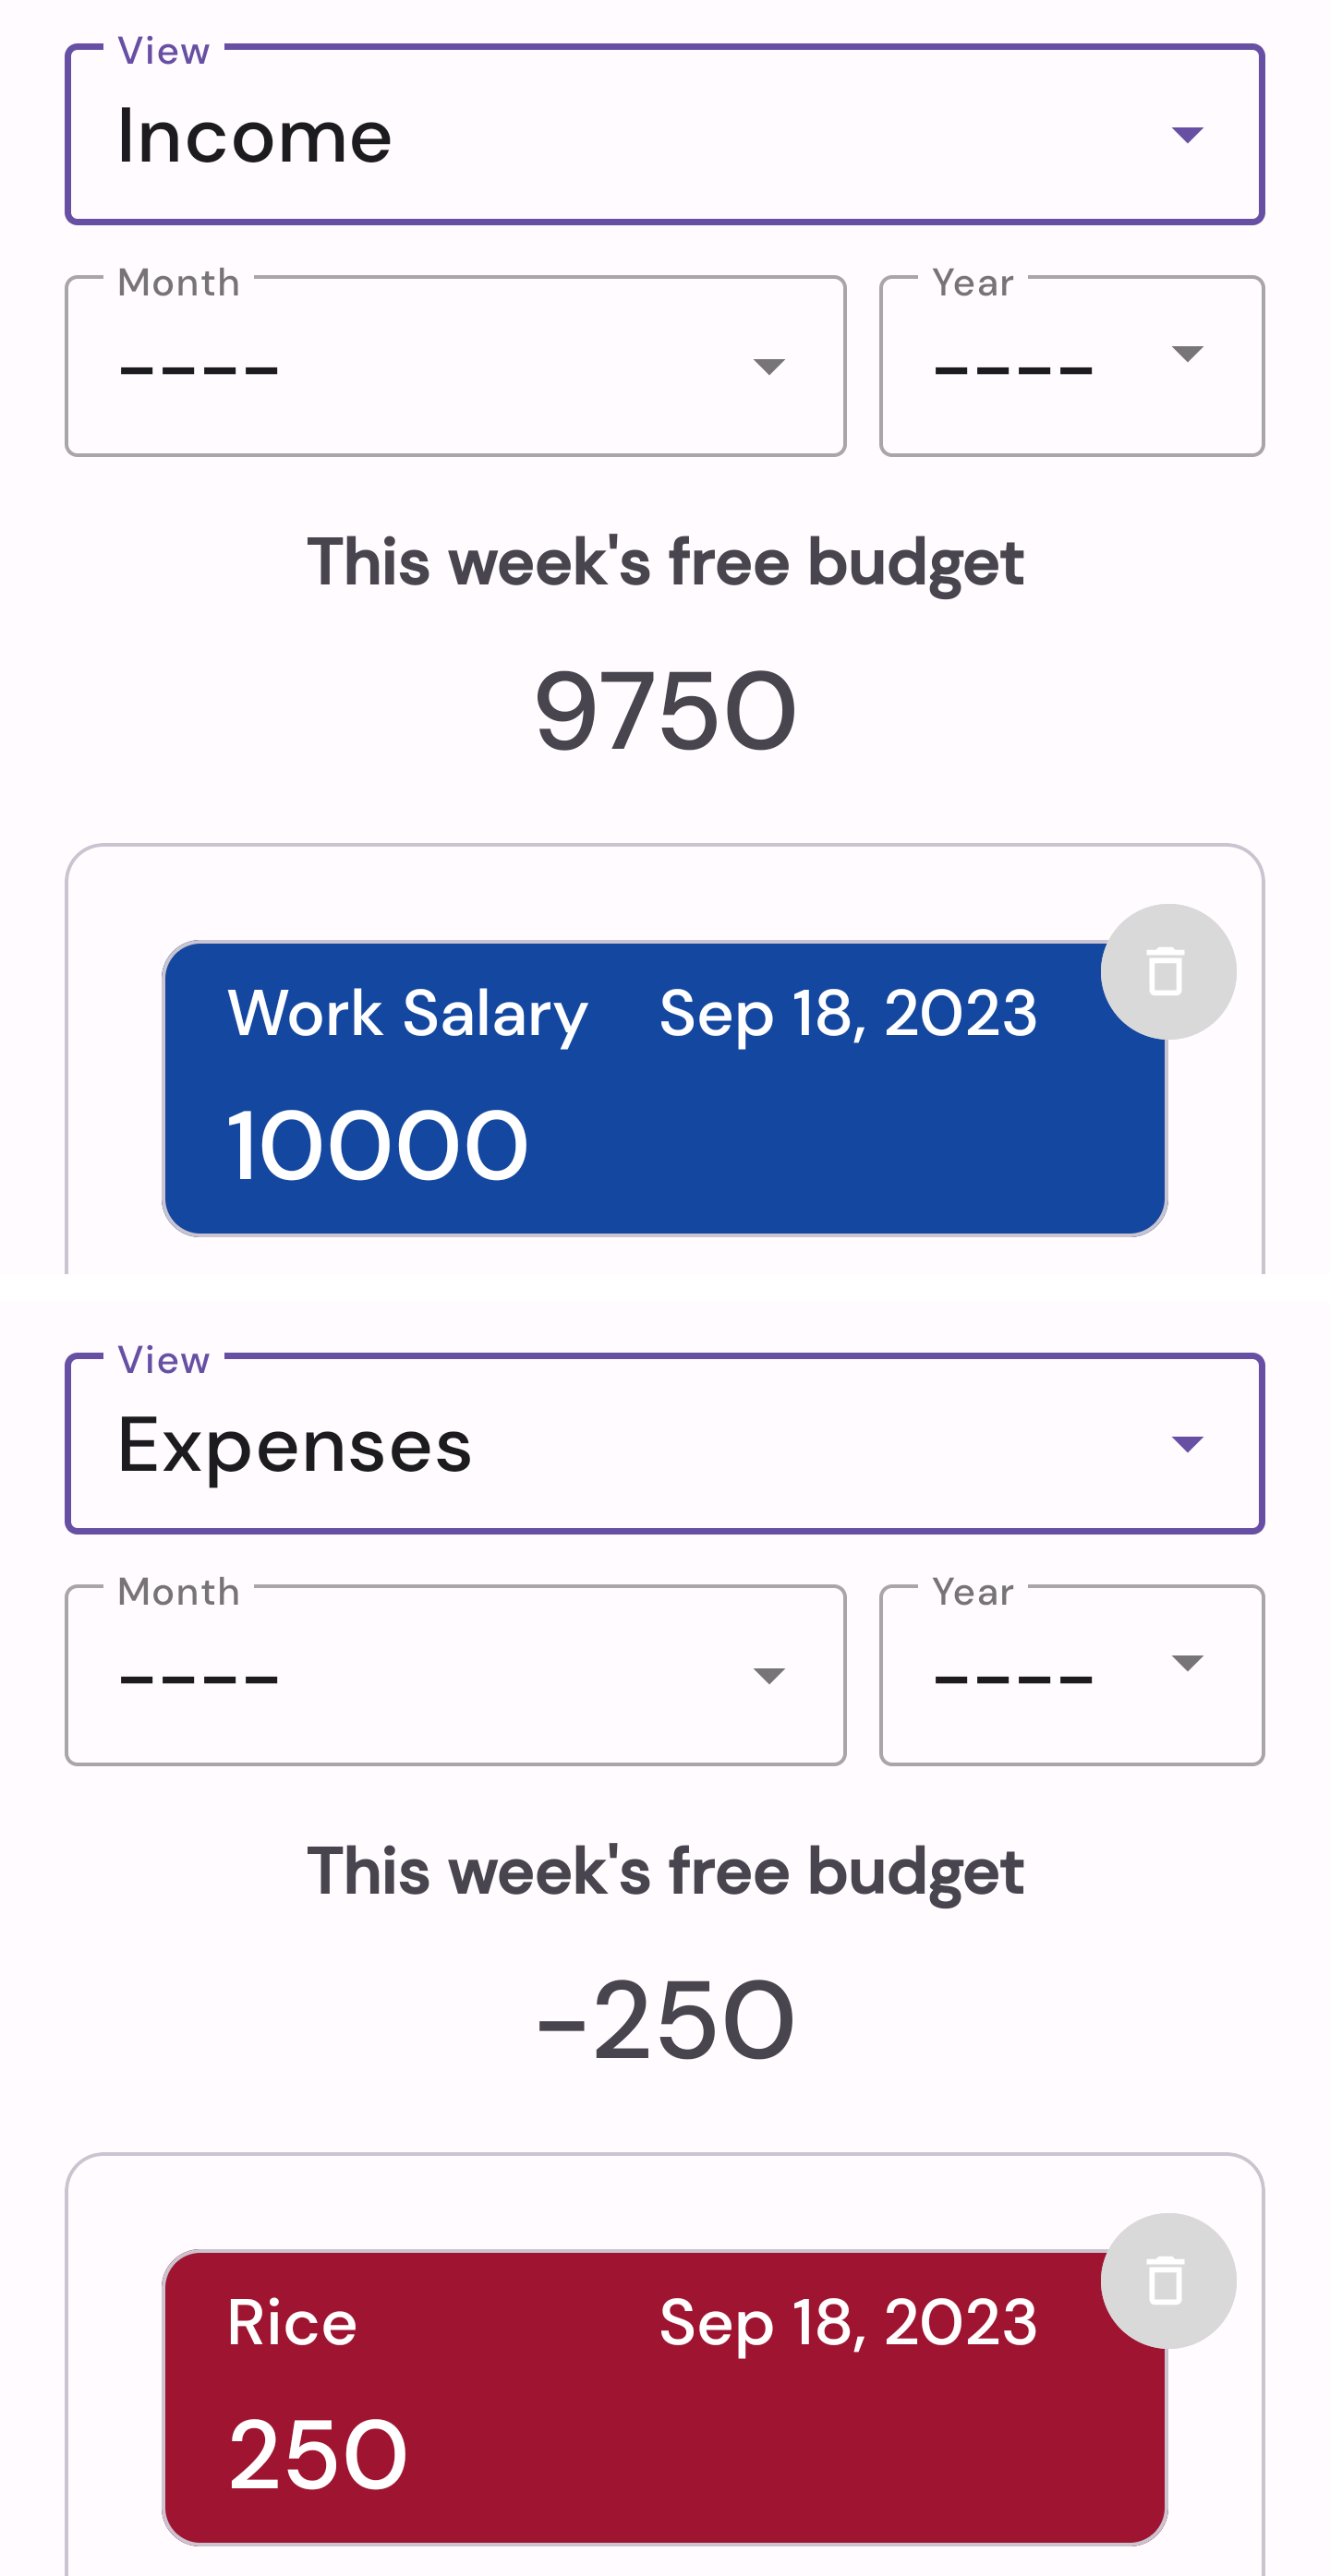 View
Income
Month Year
---- ----
This week's free budget
9750
Work Salary Sep 18, 2023
10000
View
Expenses
Month Year
---- ----
This week's free budget
-250
Rice Sep 18, 2023
250